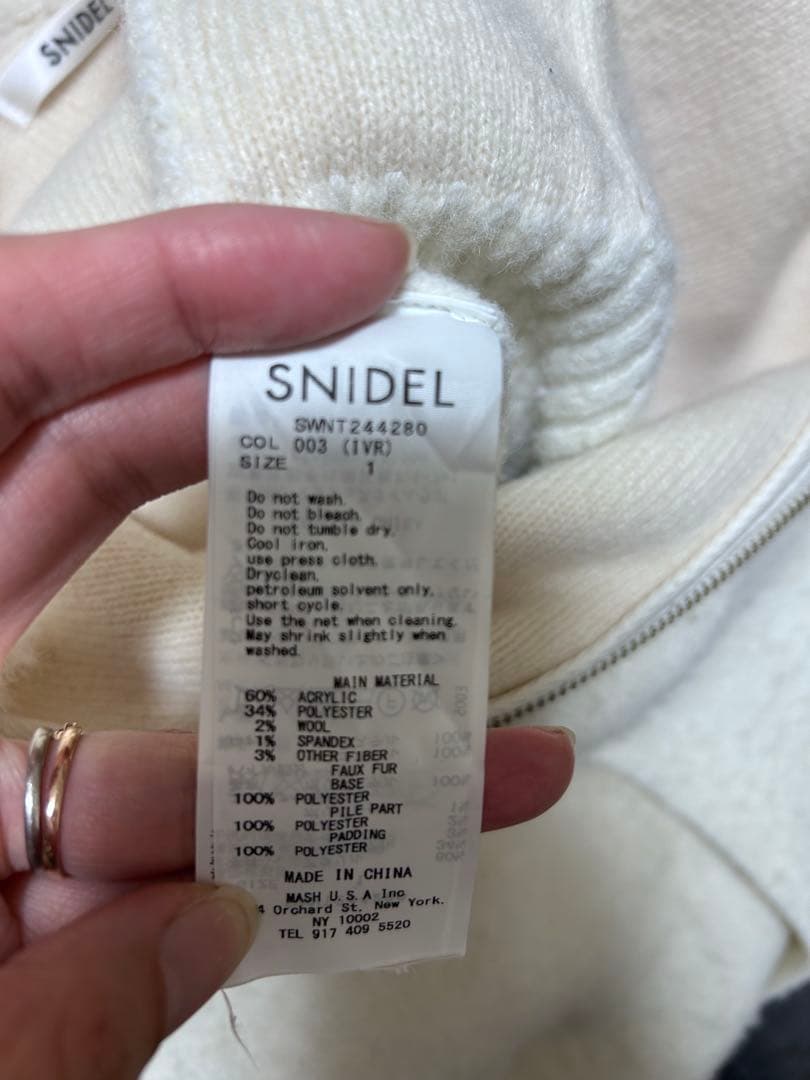 SNIDEL
SNIDEL
SWNT244280
COL 003 (IVR)
SIZE 1
Do not wash.
Do not bleach.
Do not tumble dry.
Cool iron.
use press cloth.
Dryclean.
petroleum solvent only.
short cycle.
Use the net when cleaning.
May shrink slightly when
washed.
MAIN MATERIAL
60% ACRYLIC
34% POLYESTER
2% WOOL
1% SPANDEX
3% OTHER FIBER
FAUX FUR
BASE
100% POLYESTER
PILE PART
100% POLYESTER
PADDING
100% POLYESTER
MADE IN CHINA
MASH U.S.A Inc
4 Orchard St. New York.
NY 10002
TEL 917 409 5520